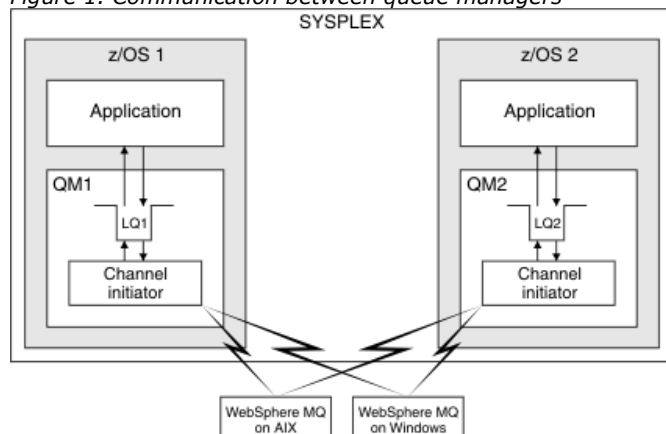 Figure 1. Communication between queue managers
SYSPLEX
z/OS 1
Application
QM1
LQ1
Channel
initiator
z/OS 2
Application
QM2
LQ2
Channel
initiator
WebSphere MQ
on AIX
WebSphere MQ
on Windows